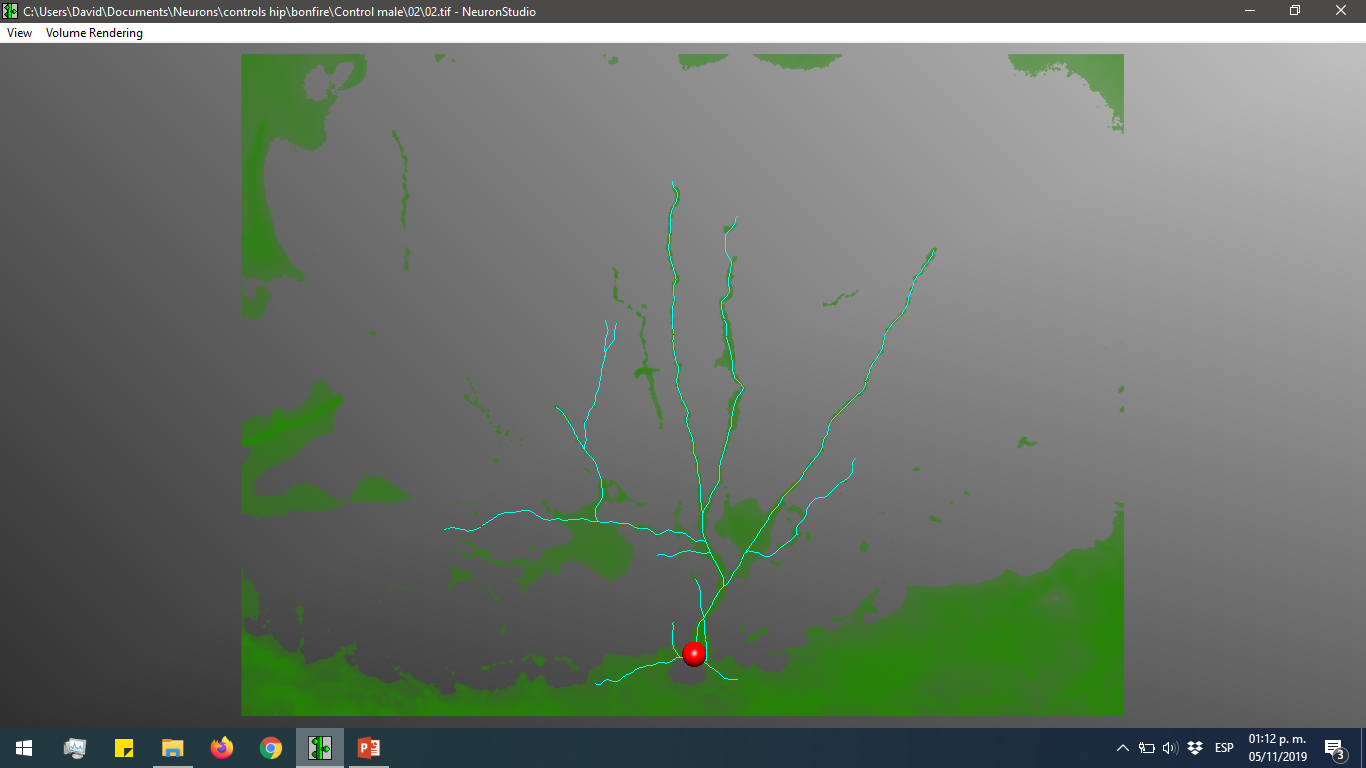 C:\Users\David\Documents\Neurons\controls hip\bonfire\Control male\02\02.tif - NeuronStudio
View Volume Rendering
ESP
01:12 p. m.
05/11/2019
3